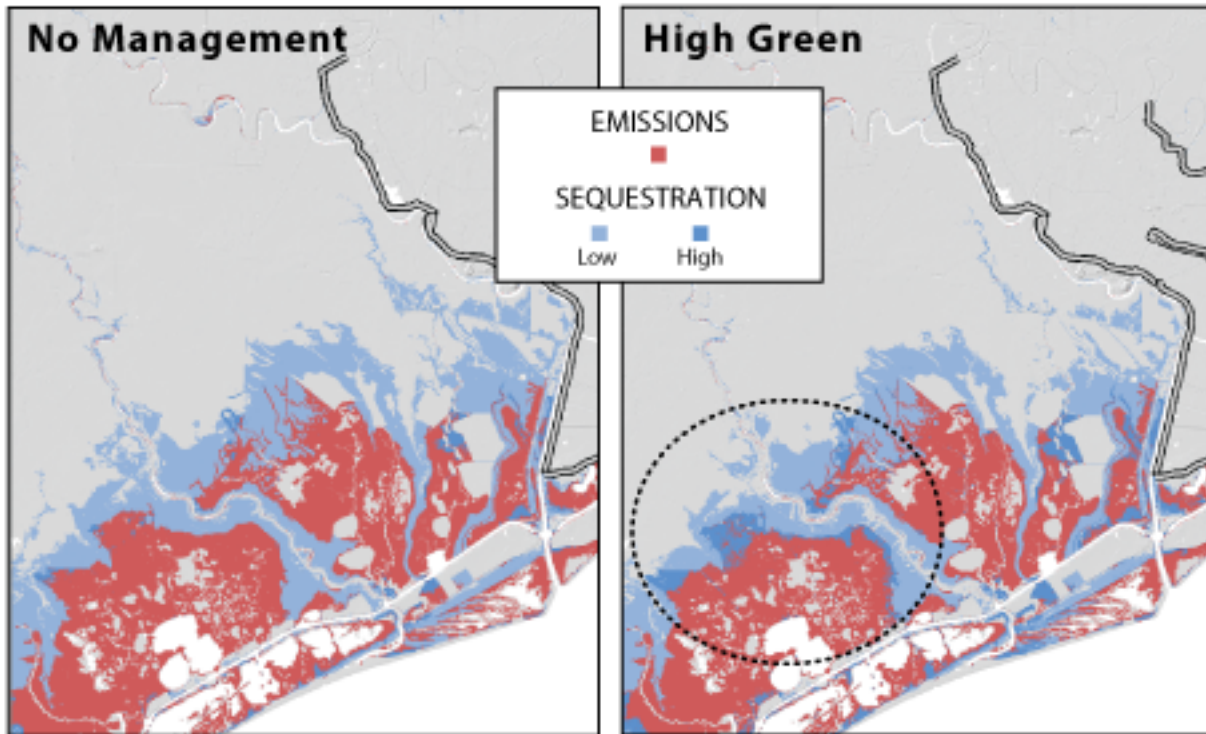 No Management
High Green
EMISSIONS
SEQUESTRATION
Low High